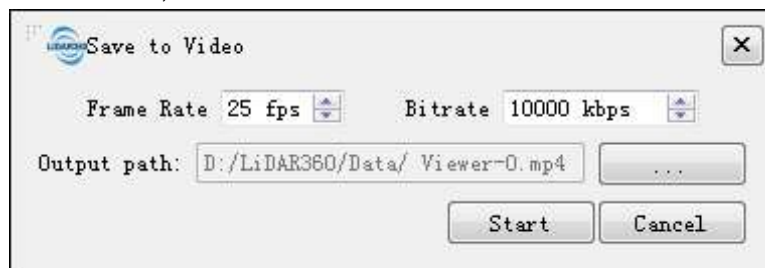 LiDAR360 Save to Video
Frame Rate 25 fps Bitrate 10000 kbps
Output path: D:/LiDAR360/Data/ Viewer-0.mp4 ...
Start Cancel